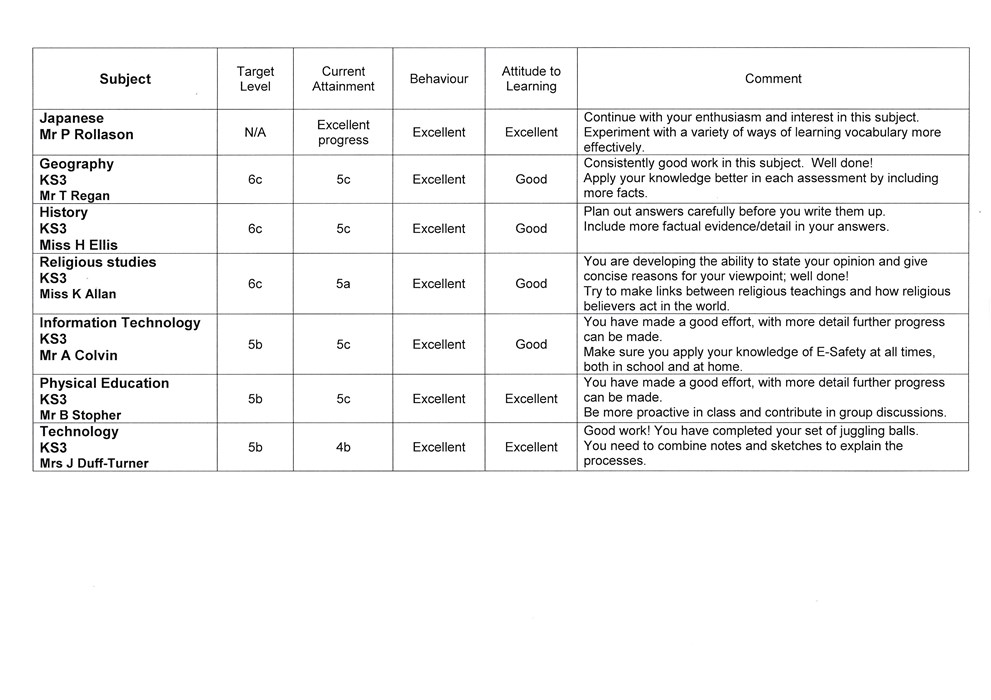 Subject
Target
Level
Current
Attainment
Behaviour
Attitude to
Learning
Comment
Japanese
Mr P Rollason
N/A
Excellent
progress
Excellent
Excellent
Continue with your enthusiasm and interest in this subject.
Experiment with a variety of ways of learning vocabulary more
effectively.
Geography
KS3
Mr T Regan
6c
5c
Excellent
Good
Consistently good work in this subject. Well done!
Apply your knowledge better in each assessment by including
more facts.
History
KS3
Miss H Ellis
6c
5c
Excellent
Good
Plan out answers carefully before you write them up.
Include more factual evidence/detail in your answers.
Religious studies
KS3
Miss K Allan
6c
5a
Excellent
Good
You are developing the ability to state your opinion and give
concise reasons for your viewpoint; well done!
Try to make links between religious teachings and how religious
believers act in the world.
Information Technology
KS3
Mr A Colvin
5b
5c
Excellent
Good
You have made a good effort, with more detail further progress
can be made.
Make sure you apply your knowledge of E-Safety at all times,
both in school and at home.
Physical Education
KS3
Mr B Stopher
5b
5c
Excellent
Excellent
You have made a good effort, with more detail further progress
can be made.
Be more proactive in class and contribute in group discussions.
Technology
KS3
Mrs J Duff-Turner
5b
4b
Excellent
Excellent
Good work! You have completed your set of juggling balls.
You need to combine notes and sketches to explain the
processes.